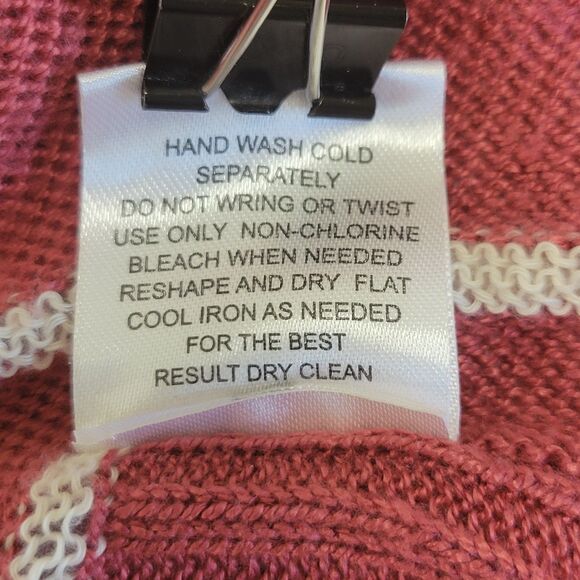 HAND WASH COLD
SEPARATELY
DO NOT WRING OR TWIST
USE ONLY NON-CHLORINE
BLEACH WHEN NEEDED
RESHAPE AND DRY FLAT
COOL IRON AS NEEDED
FOR THE BEST
RESULT DRY CLEAN